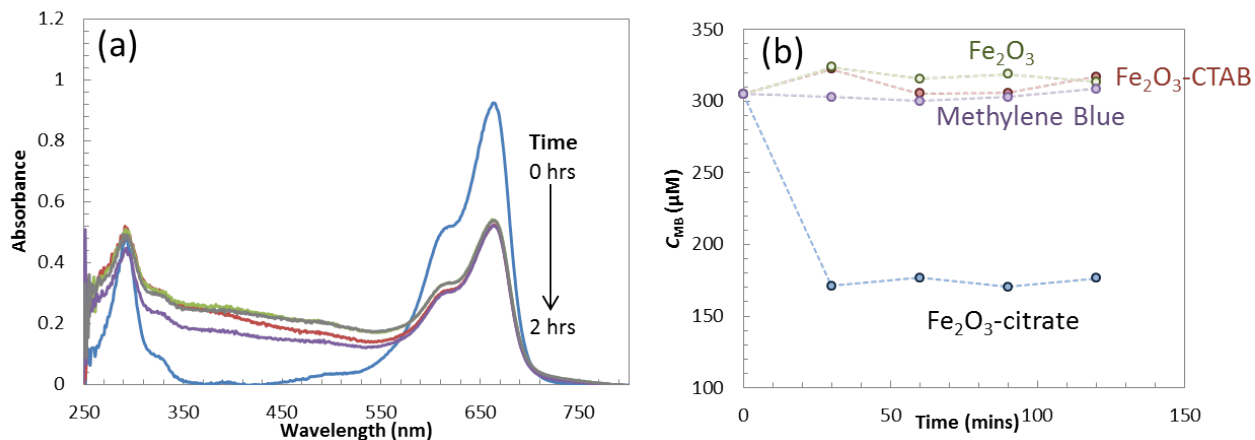 (a)
1.2
1
0.8
0.6
0.4
0.2
0
Absorbance
250
350
450
550
650
750
Wavelength (nm)
Time
0 hrs
2 hrs
(b)
350
300
250
200
150
100
C_MB (µM)
0
50
100
150
Time (mins)
Fe₂O₃
Fe₂O₃-CTAB
Methylene Blue
Fe₂O₃-citrate